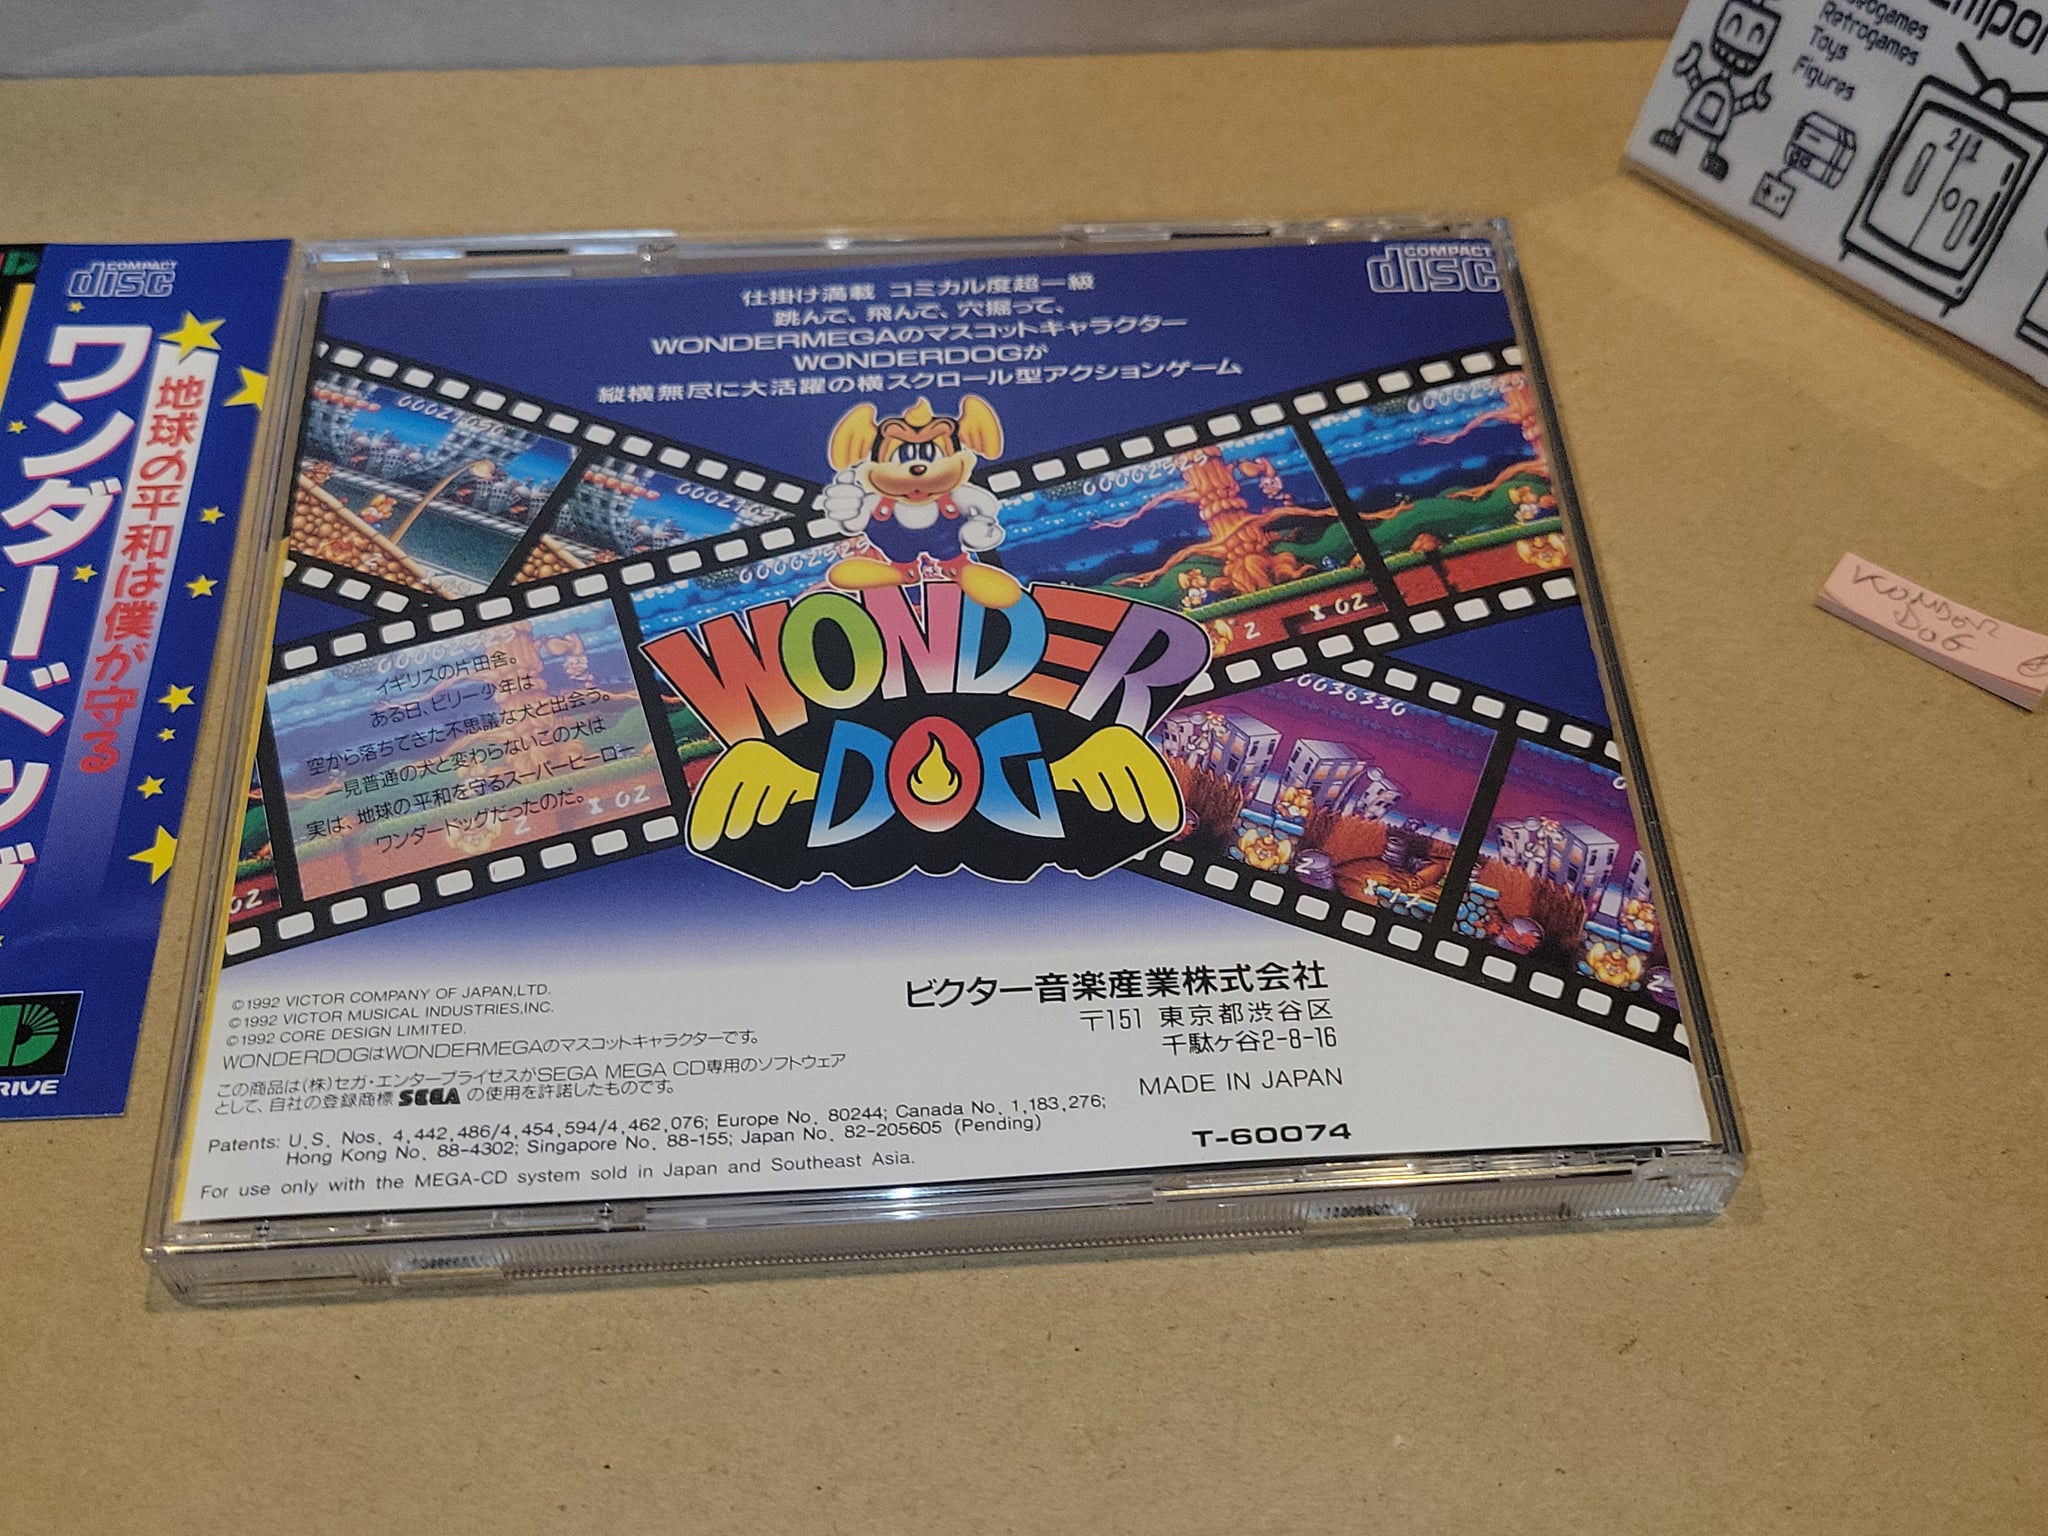 Retrogames
Toys
Figures
COMPACT
disc
地球の平和は僕が守る
ワンダードッグ
COMPACT
disc
仕掛け満載 コミカル度超一級
跳んで、飛んで、穴掘って、
WONDERMEGAのマスコットキャラクター
WONDERDOGが
縦横無尽に大活躍の横スクロール型アクションゲーム
WONDER
DOG
イギリスの片田舎。
ある日、ビリー少年は
空から落ちてきた不思議な犬と出会う。
一見普通の犬と変わらないこの犬は
実は、地球の平和を守るスーパーヒーロー
ワンダードッグだったのだ。
©1992 VICTOR COMPANY OF JAPAN,LTD.
©1992 VICTOR MUSICAL INDUSTRIES,INC.
©1992 CORE DESIGN LIMITED.
WONDERDOGはWONDERMEGAのマスコットキャラクターです。
この商品は(株)セガ・エンタープライゼスがSEGA MEGA CD専用のソフトウェア
として、自社の登録商標 SEGA の使用を許諾したものです。
Patents: U.S. Nos. 4,442,486/4,454,594/4,462,076; Europe No. 80244; Canada No. 1,183,276;
Hong Kong No. 88-4302; Singapore No. 88-155; Japan No. 82-205605 (Pending)
For use only with the MEGA-CD system sold in Japan and Southeast Asia.
ビクター音楽産業株式会社
〒151 東京都渋谷区
千駄ヶ谷2-8-16
MADE IN JAPAN
T-60074
WONDER
DOG